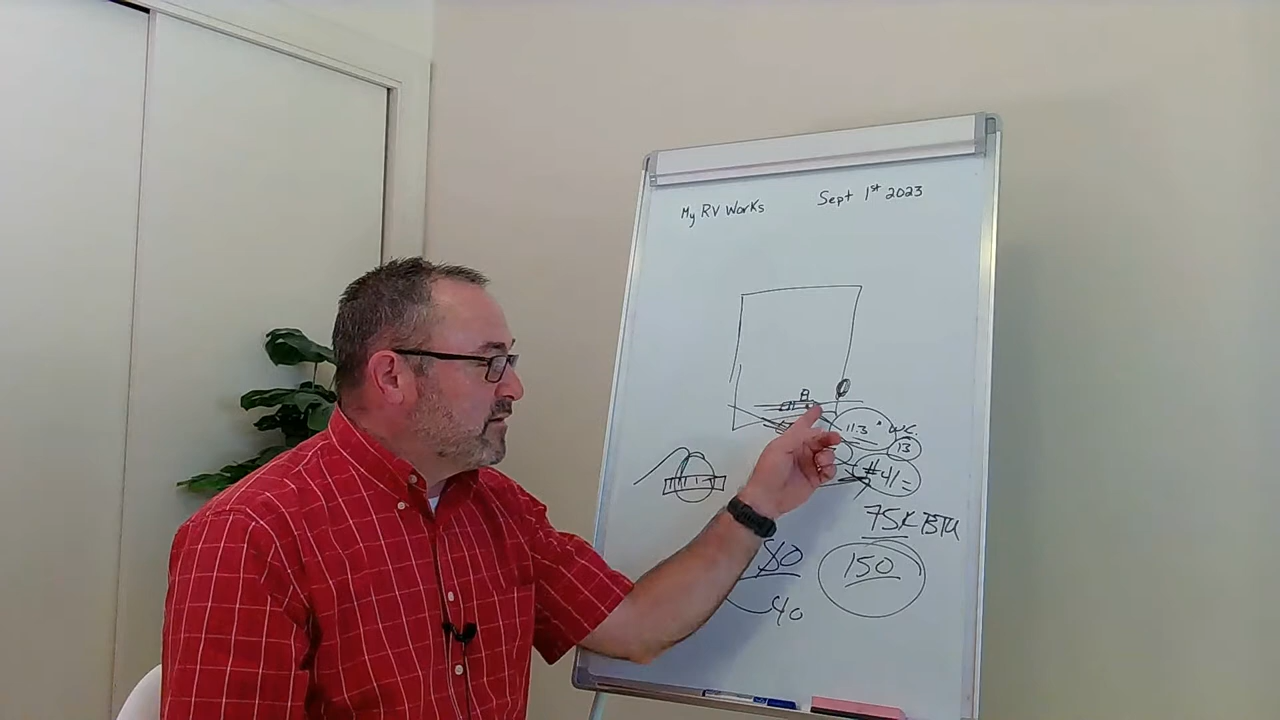 My RV Works
Sept 1st 2023
11.3 " W.C.
13
#41=
75K BTU
80
150
40